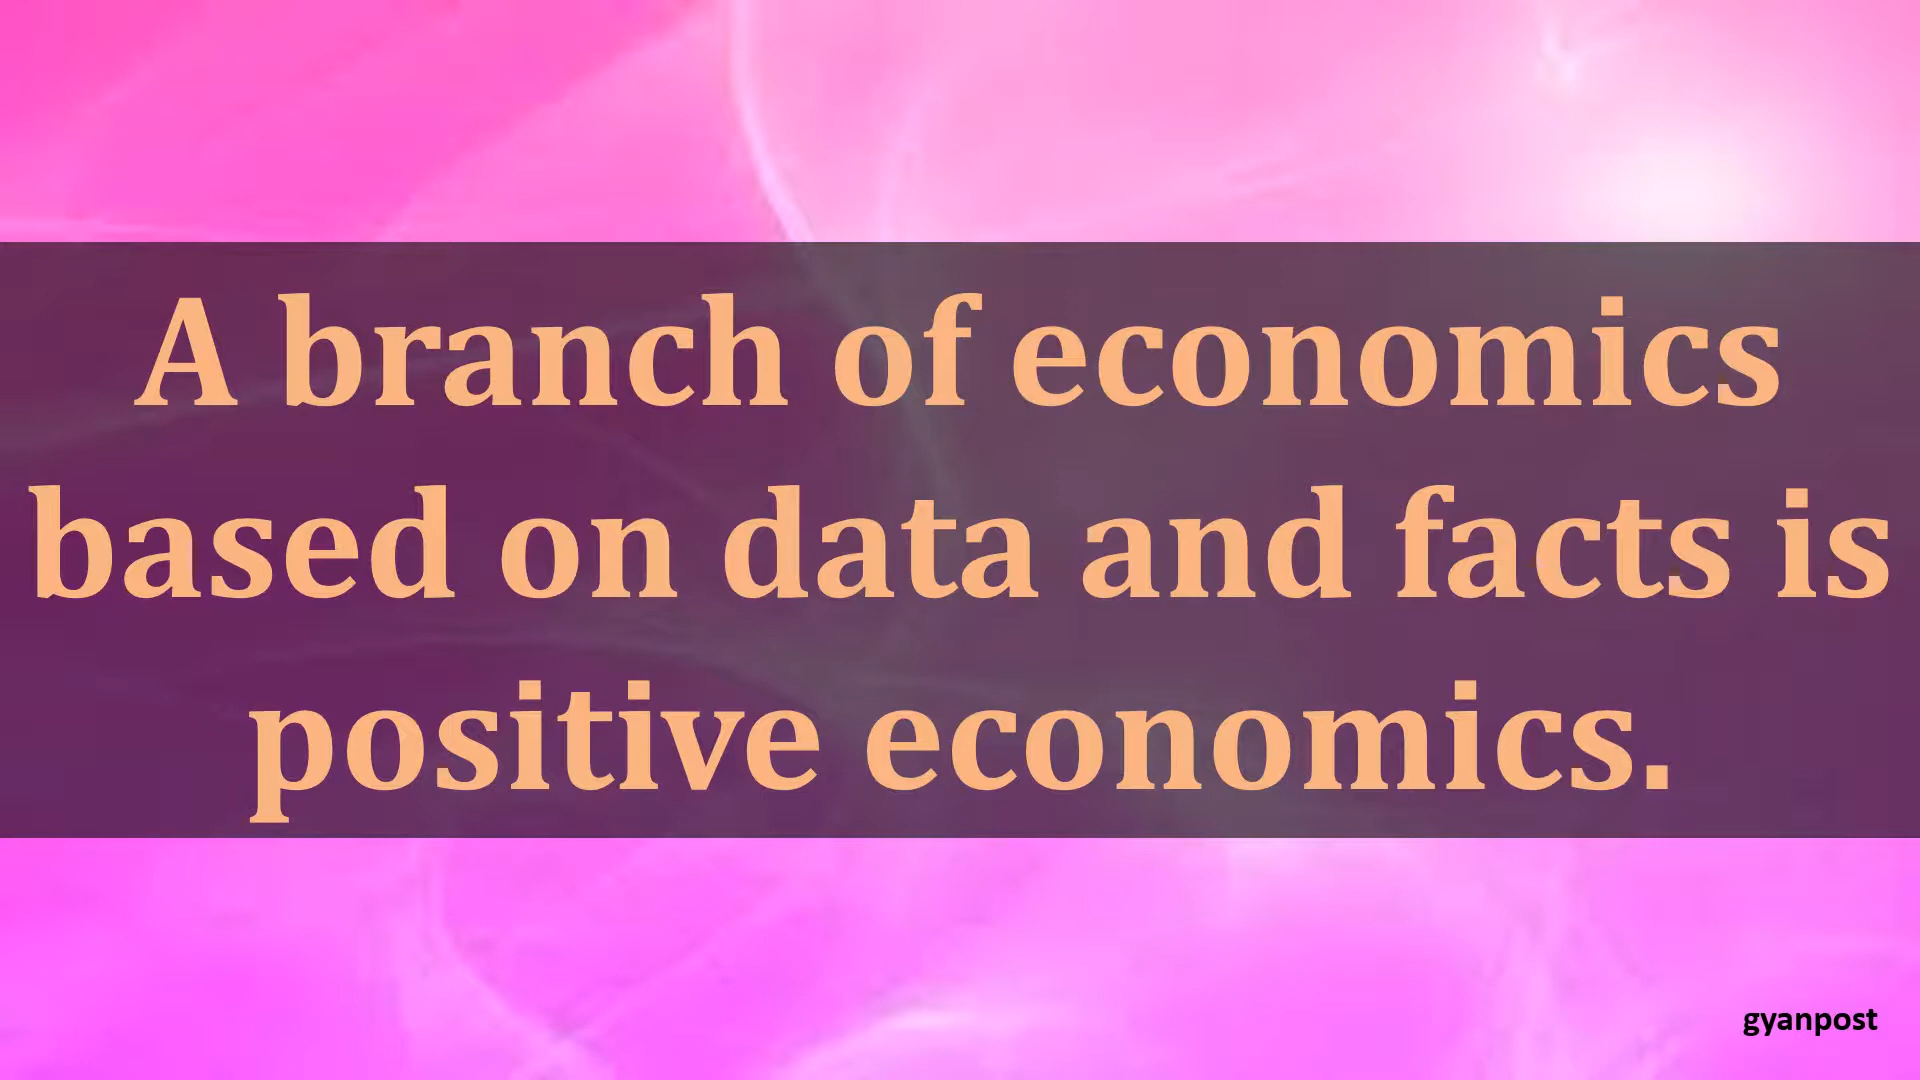 A branch of economics
based on data and facts is
positive economics.
gyanpost